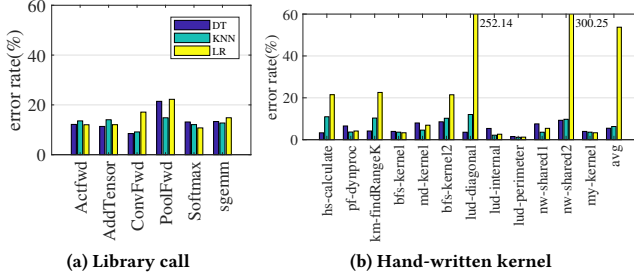 60
40
20
0
error rate(%)
DT
KNN
LR
Actfwd
AddTensor
ConvFwd
PoolFwd
Softmax
sgemm
(a) Library call
60
40
20
0
error rate(%)
252.14
300.25
hs-calculate
pf-dynproc
km-findRangeK
bfs-kernel
md-kernel
bfs-kernel2
lud-diagonal
lud-internal
lud-perimeter
nw-shared1
nw-shared2
my-kernel
avg
(b) Hand-written kernel